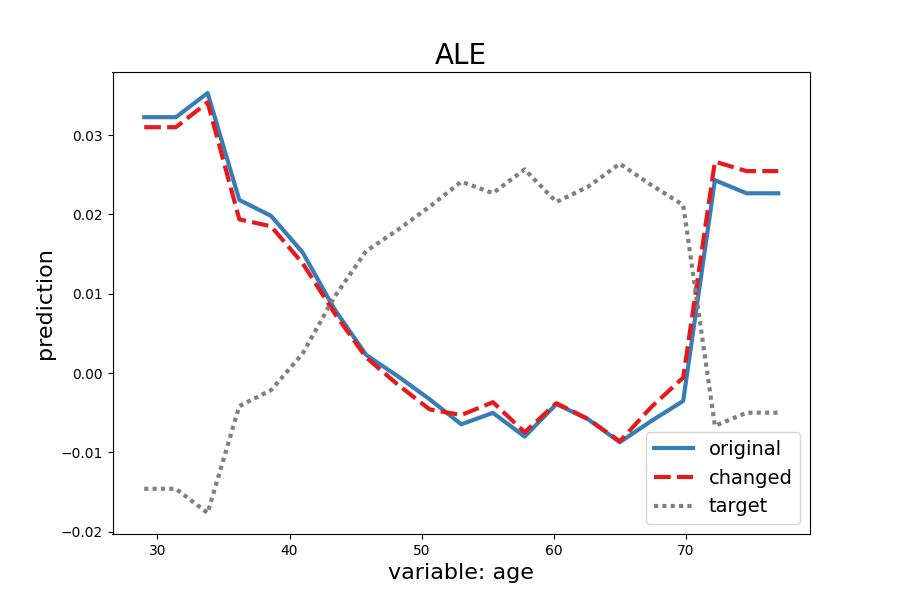 ALE
prediction
0.03
0.02
0.01
0.00
−0.01
−0.02
30 40 50 60 70
variable: age
original
changed
target